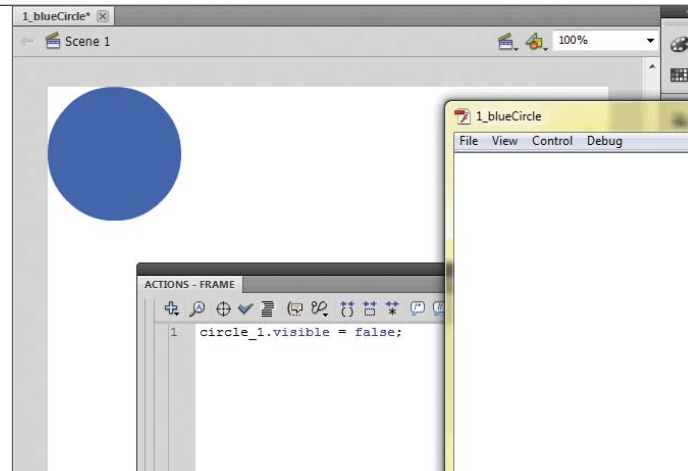 1_blueCircle*
Scene 1
100%
1_blueCircle
File View Control Debug
ACTIONS - FRAME
1 circle_1.visible = false;